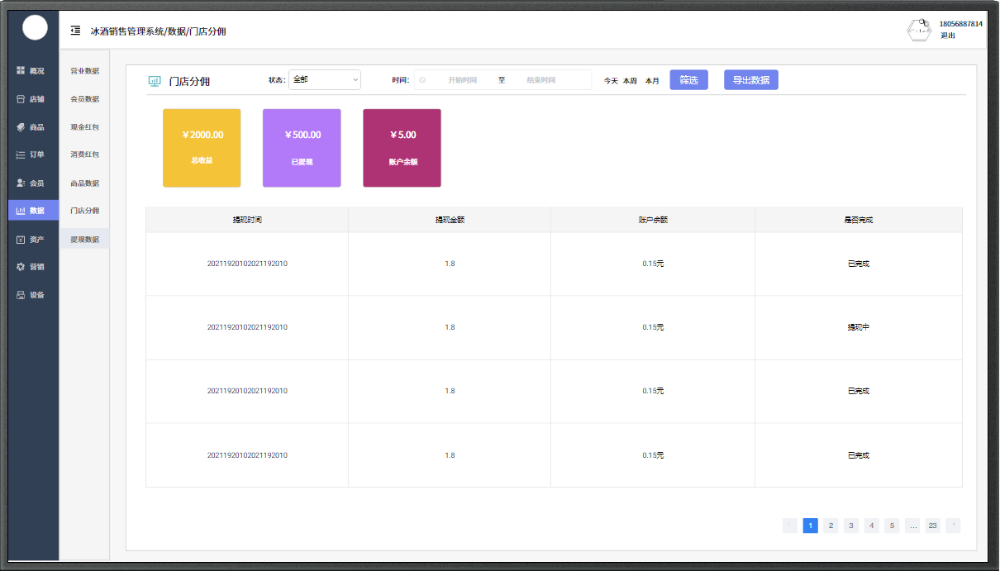 冰酒销售管理系统/数据/门店分佣
18056887814
退出
概况
店铺
商品
订单
会员
数据
资产
营销
设备
营业数据
会员数据
现金红包
消费红包
商品数据
门店分佣
提现数据
门店分佣
状态: 全部
时间: 开始时间 至 结束时间
今天 本周 本月
筛选
导出数据
￥2000.00
总收益
￥500.00
已提现
￥5.00
账户余额
提现时间 提现全额 账户余额 是否完成
20211920102021192010 1.8 0.15元 已完成
20211920102021192010 1.8 0.15元 提现中
20211920102021192010 1.8 0.15元 已完成
20211920102021192010 1.8 0.15元 已完成
1 2 3 4 5 ... 23